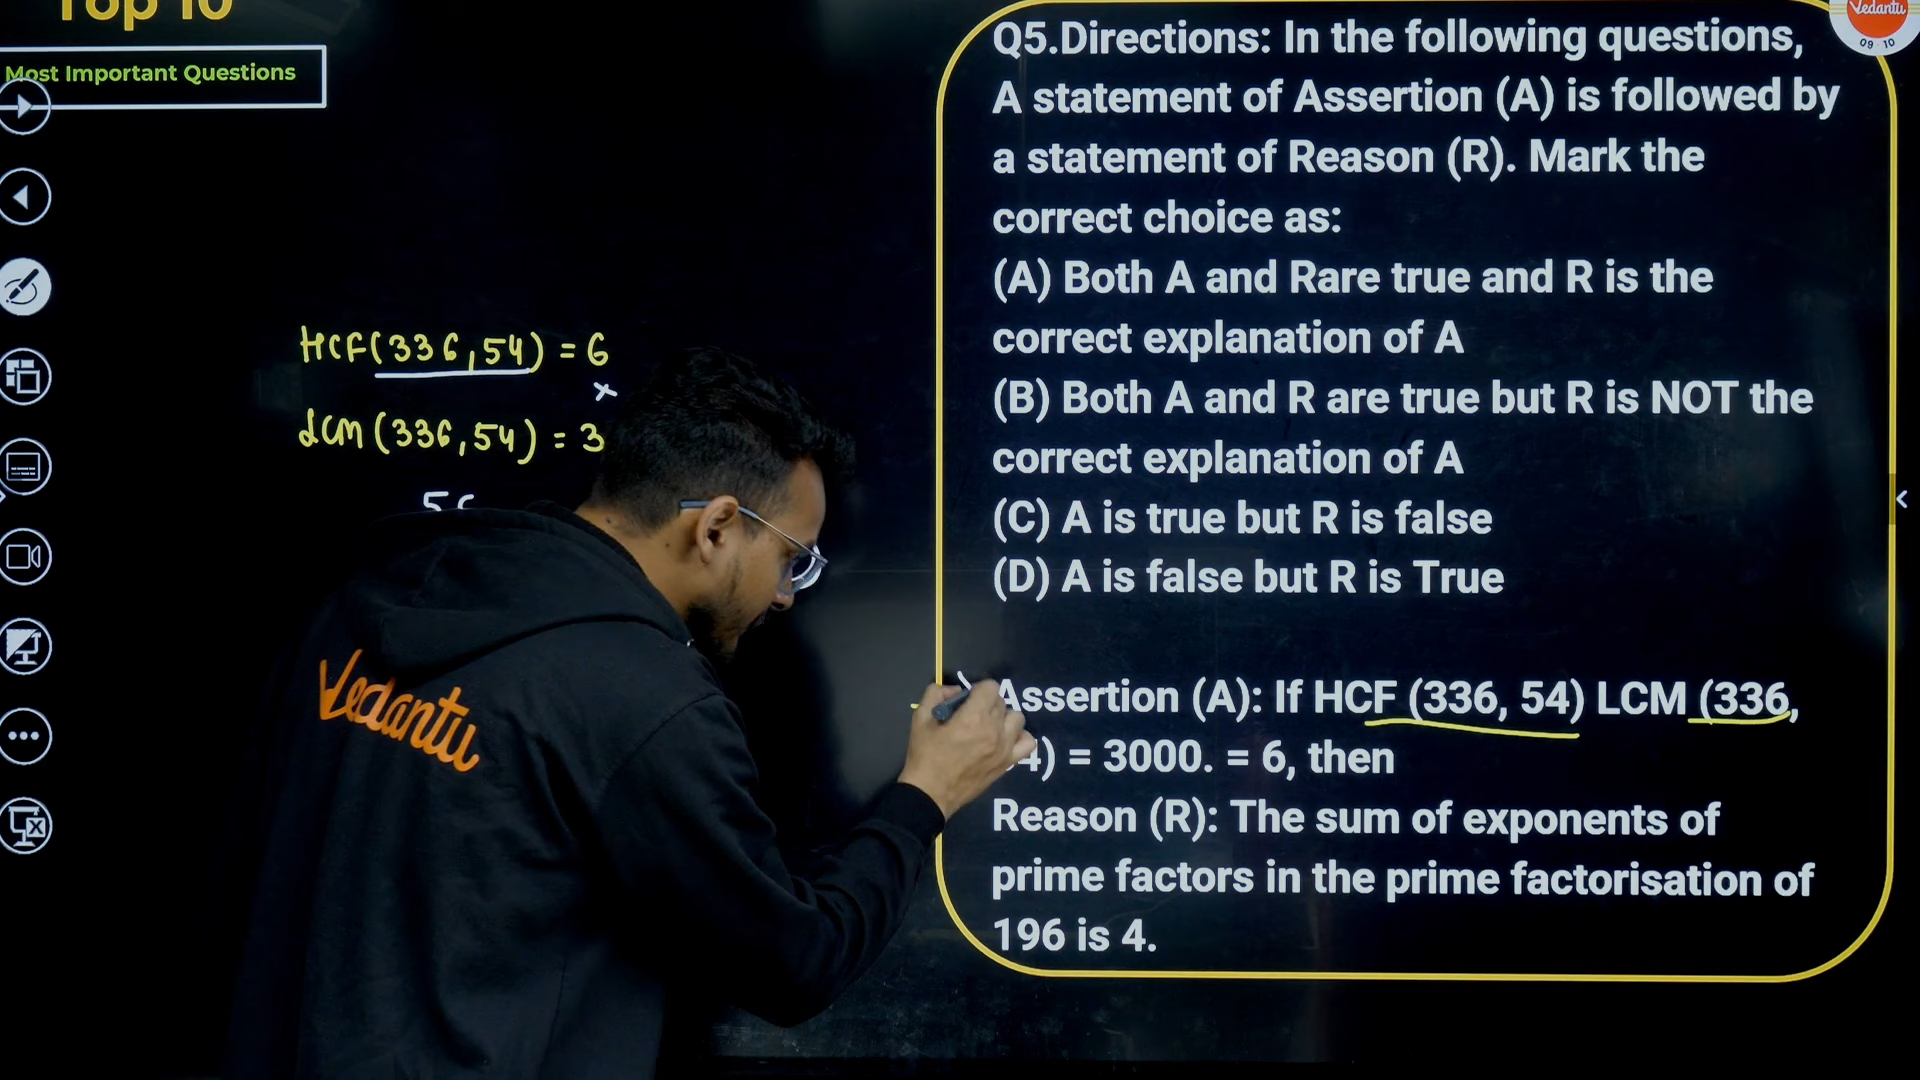 Top 10
Most Important Questions
HCF(336,54) = 6
x
LCM (336,54) = 3
Vedantu
Vedantu
09-10
Q5.Directions: In the following questions,
A statement of Assertion (A) is followed by
a statement of Reason (R). Mark the
correct choice as:
(A) Both A and Rare true and R is the
correct explanation of A
(B) Both A and R are true but R is NOT the
correct explanation of A
(C) A is true but R is false
(D) A is false but R is True
Assertion (A): If HCF (336, 54) LCM (336,
4) = 3000. = 6, then
Reason (R): The sum of exponents of
prime factors in the prime factorisation of
196 is 4.